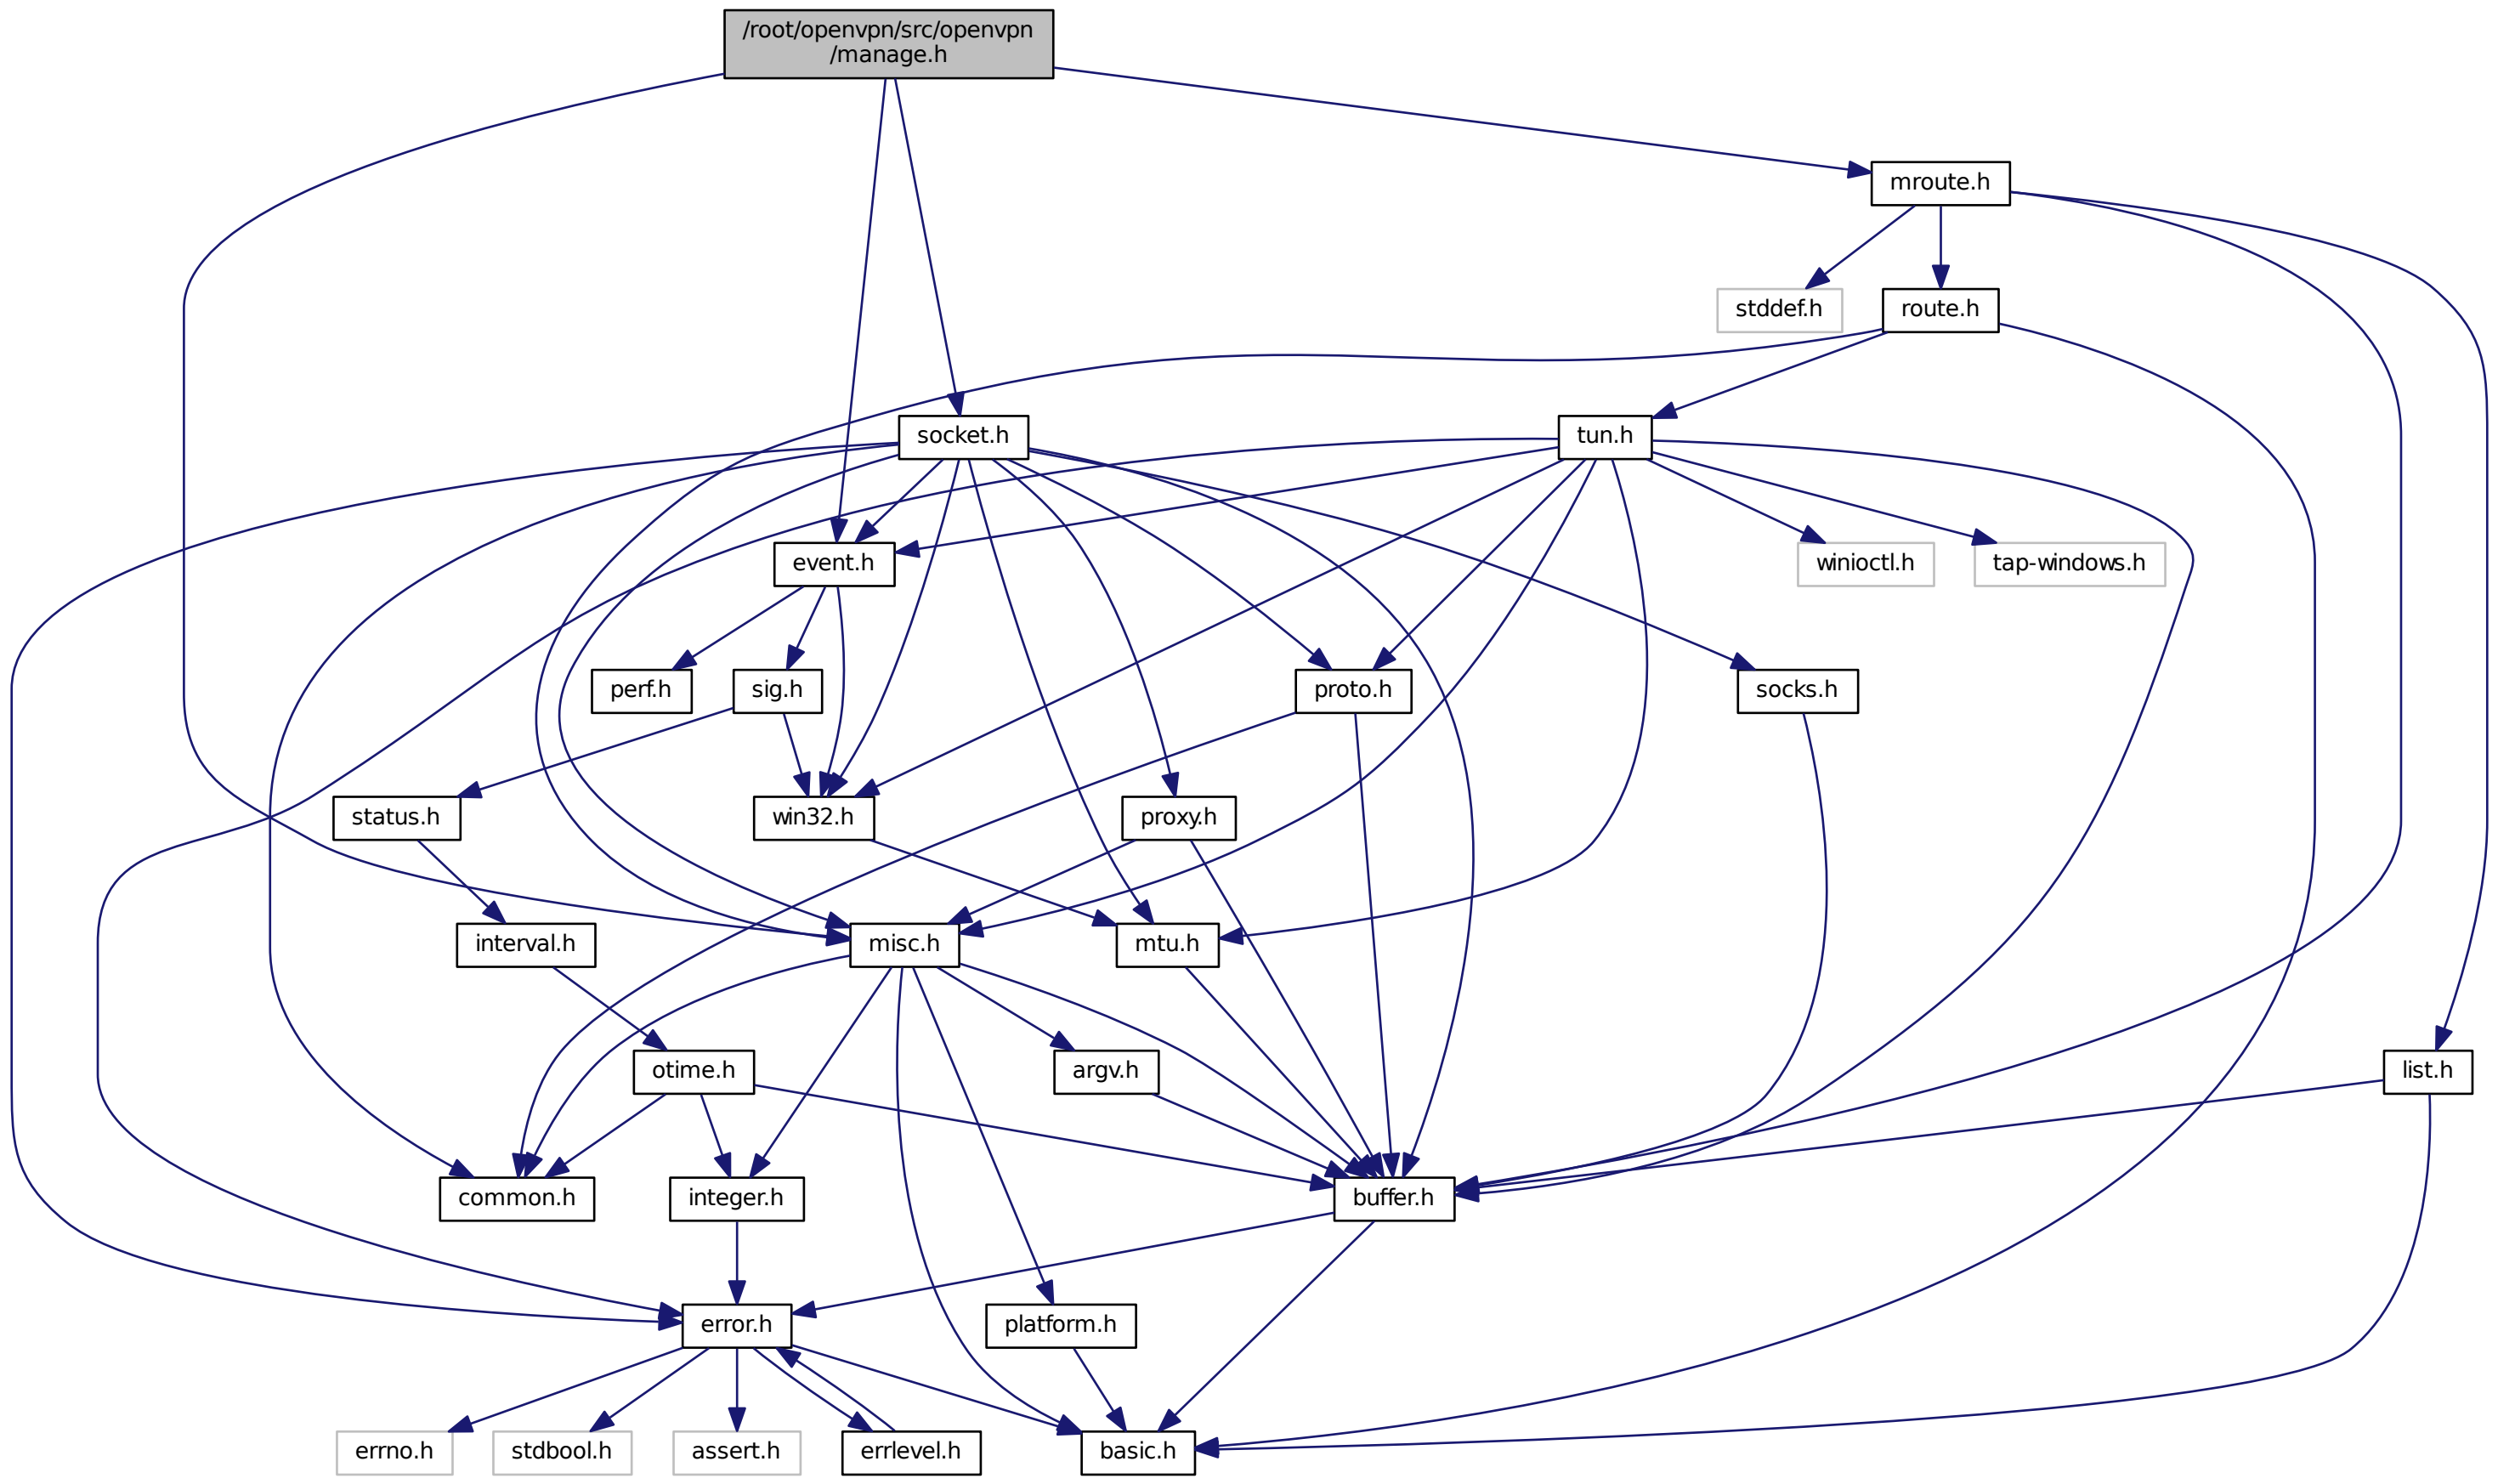 /root/openvpn/src/openvpn
/manage.h
mroute.h
stddef.h
route.h
socket.h
tun.h
event.h
winioctl.h
tap-windows.h
perf.h
sig.h
proto.h
socks.h
status.h
win32.h
proxy.h
interval.h
misc.h
mtu.h
otime.h
argv.h
list.h
common.h
integer.h
buffer.h
error.h
platform.h
errno.h
stdbool.h
assert.h
errlevel.h
basic.h